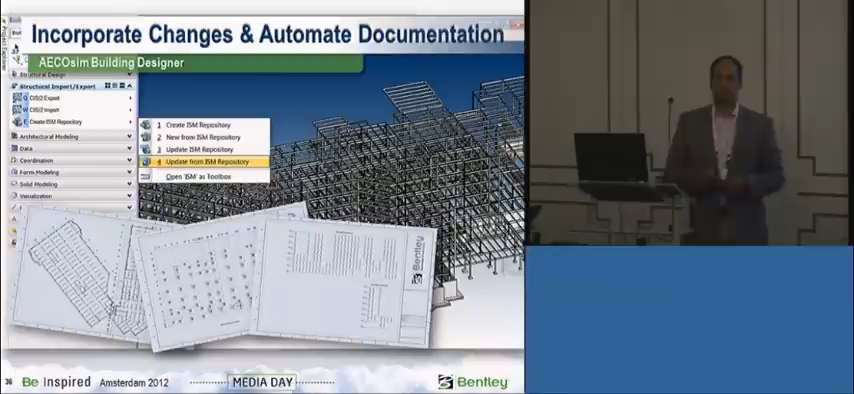 Incorporate Changes & Automate Documentation
AECOsim Building Designer
Structural Design
Structural Import/Export
CIS/2 Export
CIS/2 Import
Create ISM Repository
Architectural Modeling
Data
Coordination
Form Modeling
Solid Modeling
Visualization
1 Create ISM Repository
2 New from ISM Repository
3 Update ISM Repository
4 Update from ISM Repository
Open 'ISM' as Toolbox
Project Explorer
Bentley
36 Be Inspired Amsterdam 2012 MEDIA DAY Bentley